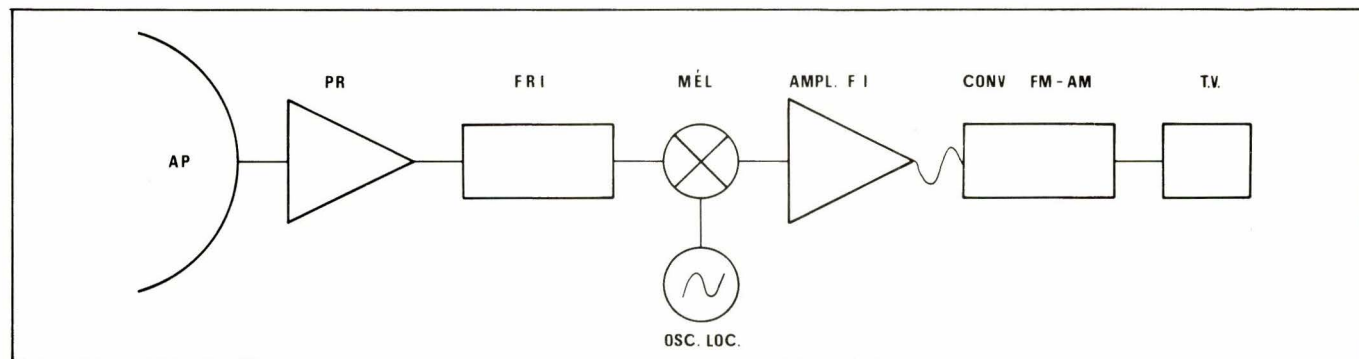 PR FRI MÉL AMPL. F I CONV FM-AM T.V.
AP
OSC. LOC.